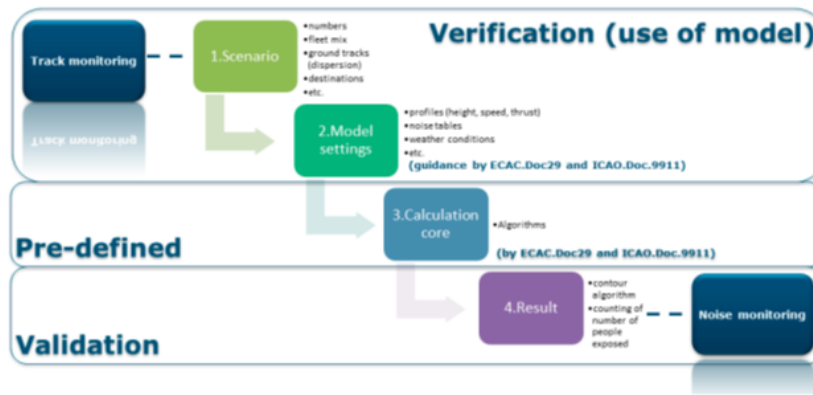 Verification (use of model)
Track monitoring
1.Scenario
•numbers
•fleet mix
•ground tracks
(dispersion)
•destinations
•etc.
2.Model
settings
•profiles (height, speed, thrust)
•noise tables
•weather conditions
•etc.
(guidance by ECAC.Doc29 and ICAO.Doc.9911)
Pre-defined
3.Calculation
core
•Algorithms
(by ECAC.Doc29 and ICAO.Doc.9911)
Validation
4.Result
•contour
algorithm
•counting of
number of
people
exposed
Noise monitoring